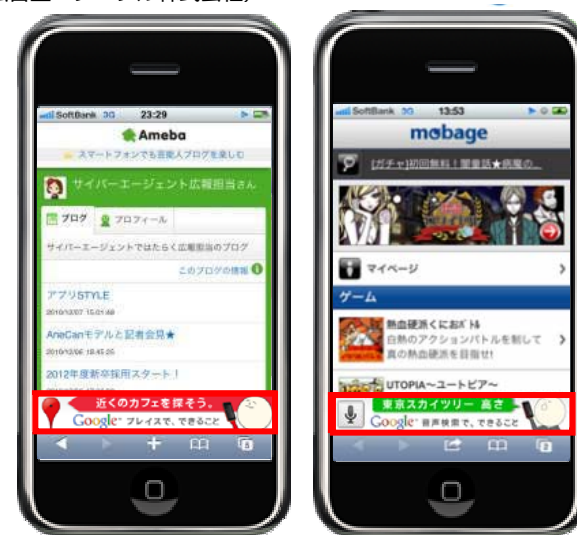 SoftBank 3G 23:29
Ameba
スマートフォンでも芸能人ブログを楽しむ
サイバーエージェント広報担当さん
ブログ プロフィール
サイバーエージェントではたらく広報担当のブログ
このブログの情報
アプリSTYLE
2010/12/07 15:01:48
AneCanモデルと記者会見★
2010/12/06 18:45:25
2012年度新卒採用スタート！
近くのカフェを探そう。
Google プレイスで、できること
SoftBank 3G 13:53
mobage
[ガチャ]初回無料！闇童話★病魔の...
マイページ
ゲーム
熱血硬派くにおバトル
白熱のアクションバトルを制して
真の熱血硬派を目指せ!
UTOPIA～ユートピア～
東京スカイツリー 高さ
Google 音声検索で、できること